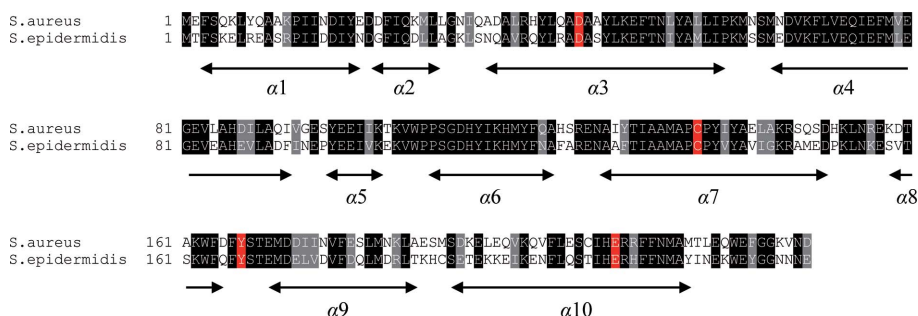 S.aureus 1 MEFSQKLYQAAKPIINDIYEDDFIQKMLLGNIQADALRHYLQADAAYLKEFTNLYALLIPKMNSMNDVKFLVEQIEFMVE
S.epidermidis 1 MTFSKELREASRPIIDDIYNDGFIQDLLAGKLSNQAVRQYLRADASYLKEFTNIYAMLIPKMSSMEDVKFLVEQIEFMLE
α1 α2 α3 α4
S.aureus 81 GEVLAHDILAQIVGESYEEIIKTKVWPPSGDHYIKHMYFQAHSRENAIYTIAAMAPCPYIYAELAKRSQSDHKLNREKDT
S.epidermidis 81 GEVEAHEVLADFINEPYEEIVKEKVWPPSGDHYIKHMYFNAFARENAAFTIAAMAPCPYVYAVIGKRAMEDPKLNKESVT
α5 α6 α7 α8
S.aureus 161 AKWFDFYSTEMDDIINVFESLMNKLAESMSDKELEQVKQVFLESCIHERRFFNMAMTLEQWEFGGKVND
S.epidermidis 161 SKWFQFYSTEMDELVDVFDQLMDRLTKHCSETEKKEIKENFLQSTIHERHFFNMAYINEKWEYGGNNNE
α9 α10